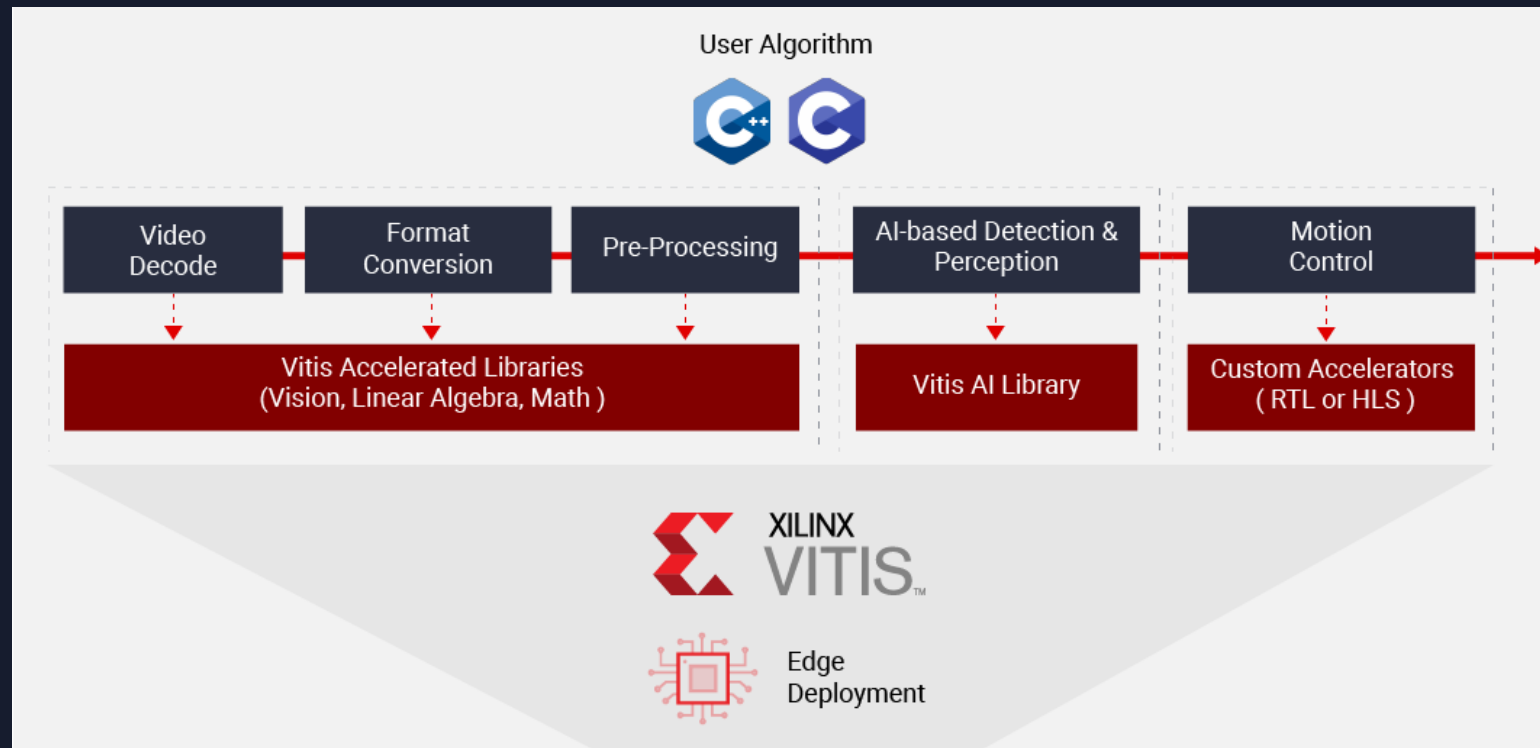 User Algorithm
C++ C
Video
Decode
Format
Conversion
Pre-Processing
AI-based Detection &
Perception
Motion
Control
Vitis Accelerated Libraries
(Vision, Linear Algebra, Math )
Vitis AI Library
Custom Accelerators
( RTL or HLS )
XILINX
VITIS™
Edge
Deployment